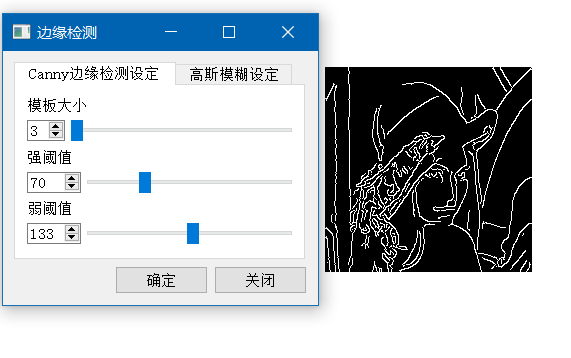 边缘检测
Canny边缘检测设定
高斯模糊设定
模板大小
3
强阈值
70
弱阈值
133
确定
关闭